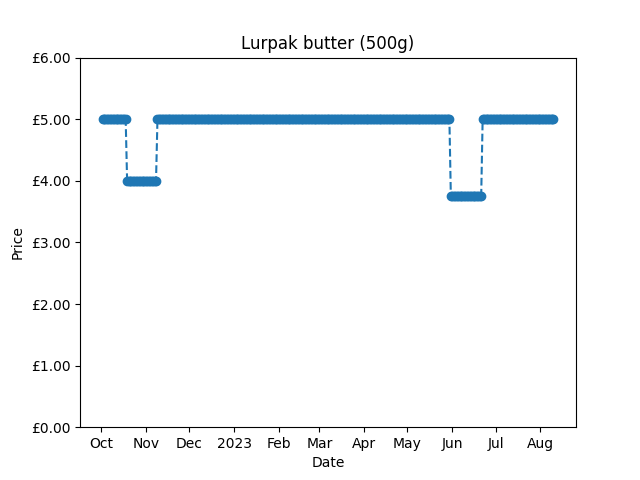 Lurpak butter (500g)
£6.00
£5.00
£4.00
£3.00
£2.00
£1.00
£0.00
Price
Oct Nov Dec 2023 Feb Mar Apr May Jun Jul Aug
Date